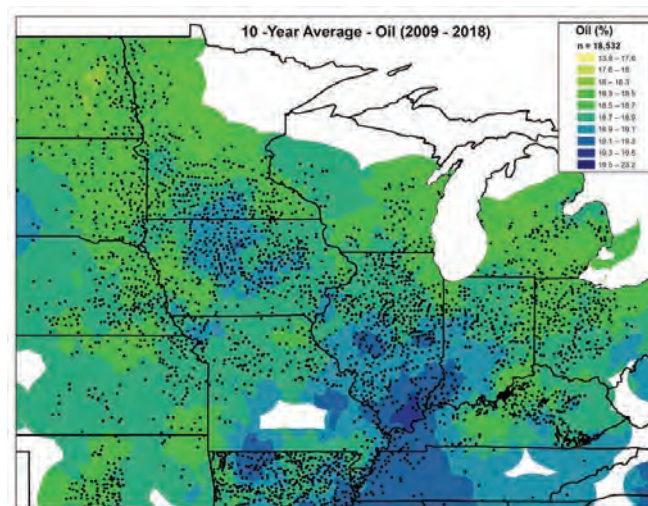 10 -Year Average - Oil (2009 - 2018)
Oil (%)
n = 18,532
13.8 – 17.6
17.6 – 18
18 – 18.3
18.3 – 18.5
18.5 – 18.7
18.7 – 18.9
18.9 – 19.1
19.1 – 19.3
19.3 – 19.5
19.5 – 23.2